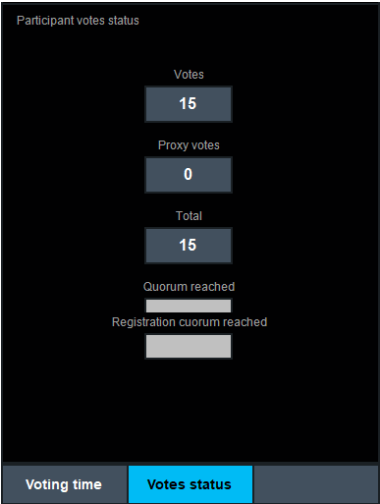 Participant votes status
Votes
15
Proxy votes
0
Total
15
Quorum reached
Registration cuorum reached
Voting time Votes status